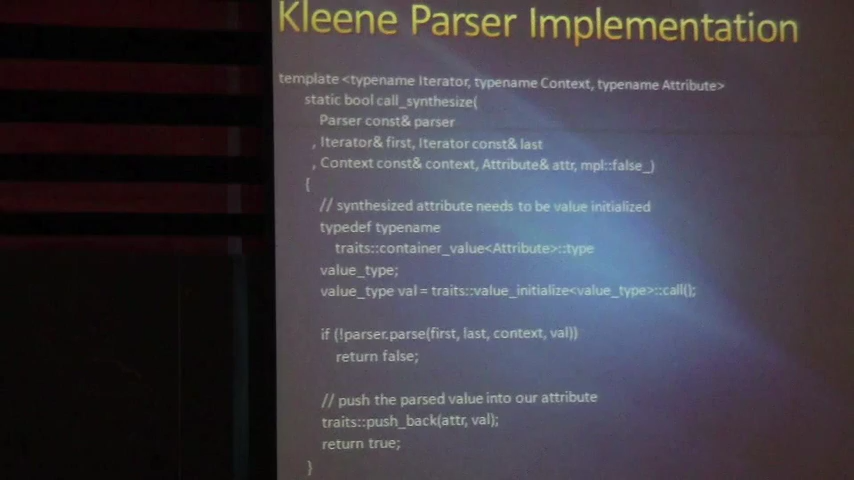 Kleene Parser Implementation
template <typename Iterator, typename Context, typename Attribute>
static bool call_synthesize(
Parser const& parser
, Iterator& first, Iterator const& last
, Context const& context, Attribute& attr, mpl::false_)
{
// synthesized attribute needs to be value initialized
typedef typename
traits::container_value<Attribute>::type
value_type;
value_type val = traits::value_initialize<value_type>::call();
if (!parser.parse(first, last, context, val))
return false;
// push the parsed value into our attribute
traits::push_back(attr, val);
return true;
}